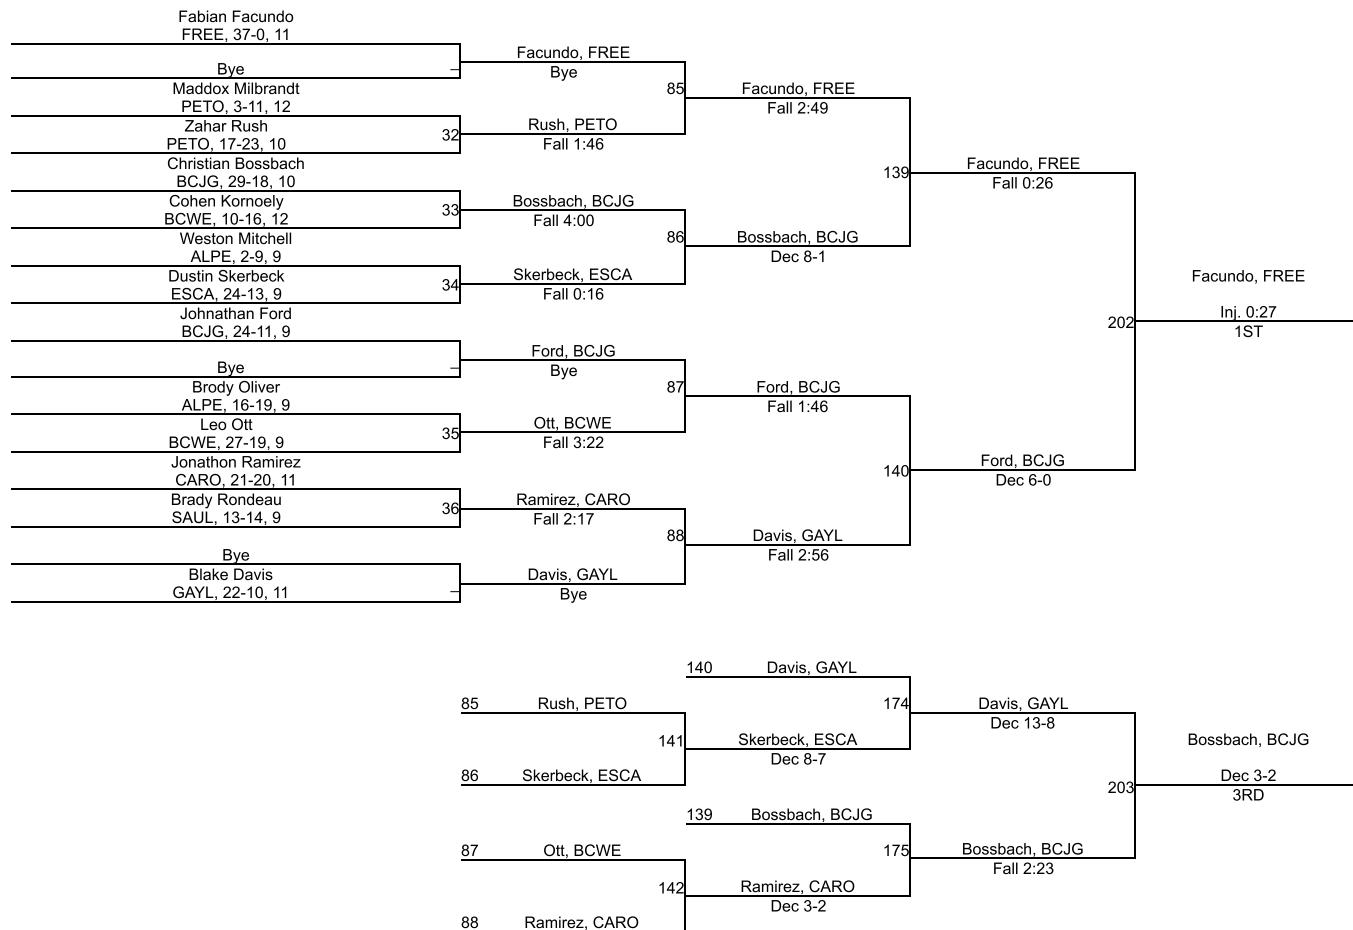 Fabian Facundo
FREE, 37-0, 11
Bye
Maddox Milbrandt
PETO, 3-11, 12
Zahar Rush
PETO, 17-23, 10
Christian Bossbach
BCJG, 29-18, 10
Cohen Kornoely
BCWE, 10-16, 12
Weston Mitchell
ALPE, 2-9, 9
Dustin Skerbeck
ESCA, 24-13, 9
Johnathan Ford
BCJG, 24-11, 9
Bye
Brody Oliver
ALPE, 16-19, 9
Leo Ott
BCWE, 27-19, 9
Jonathon Ramirez
CARO, 21-20, 11
Brady Rondeau
SAUL, 13-14, 9
Bye
Blake Davis
GAYL, 22-10, 11
Facundo, FREE
Bye
32
Rush, PETO
Fall 1:46
33
Bossbach, BCJG
Fall 4:00
34
Skerbeck, ESCA
Fall 0:16
Ford, BCJG
Bye
35
Ott, BCWE
Fall 3:22
36
Ramirez, CARO
Fall 2:17
Davis, GAYL
Bye
85
Facundo, FREE
Fall 2:49
86
Bossbach, BCJG
Dec 8-1
87
Ford, BCJG
Fall 1:46
88
Davis, GAYL
Fall 2:56
139
Facundo, FREE
Fall 0:26
140
Ford, BCJG
Dec 6-0
202
Facundo, FREE
Inj. 0:27
1ST
85 Rush, PETO
86 Skerbeck, ESCA
87 Ott, BCWE
88 Ramirez, CARO
140 Davis, GAYL
141
Skerbeck, ESCA
Dec 8-7
139 Bossbach, BCJG
142
Ramirez, CARO
Dec 3-2
174
Davis, GAYL
Dec 13-8
175
Bossbach, BCJG
Fall 2:23
203
Bossbach, BCJG
Dec 3-2
3RD